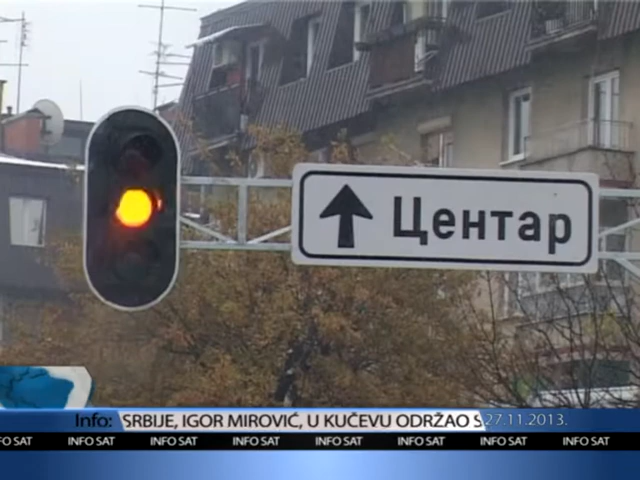 Центар
Info: SRBIJE, IGOR MIROVIĆ, U KUČEVU ODRŽAO S 27.11.2013.
INFO SAT INFO SAT INFO SAT INFO SAT INFO SAT INFO SAT INFO SAT INFO SAT